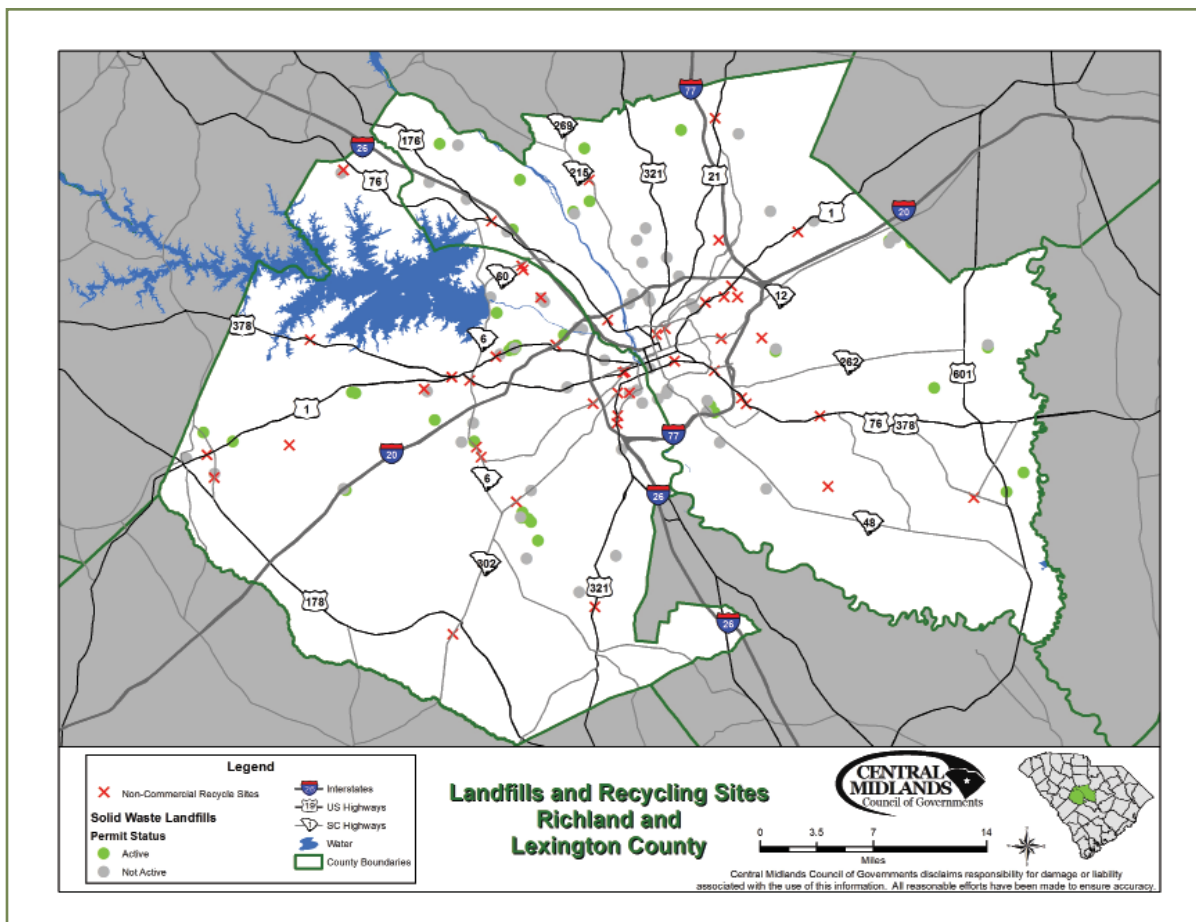 77
269
176
26
215
76
321
21
1
20
60
12
378
6
262
601
1
76
378
20
77
6
26
48
302
178
321
26
Legend
Non-Commercial Recycle Sites
Solid Waste Landfills
Permit Status
Active
Not Active
Interstates
US Highways
SC Highways
Water
County Boundaries
Landfills and Recycling Sites
Richland and
Lexington County
CENTRAL
MIDLANDS
Council of Governments
0 3.5 7 14
Miles
Central Midlands Council of Governments disclaims responsibility for damage or liability
associated with the use of this information. All reasonable efforts have been made to ensure accuracy.